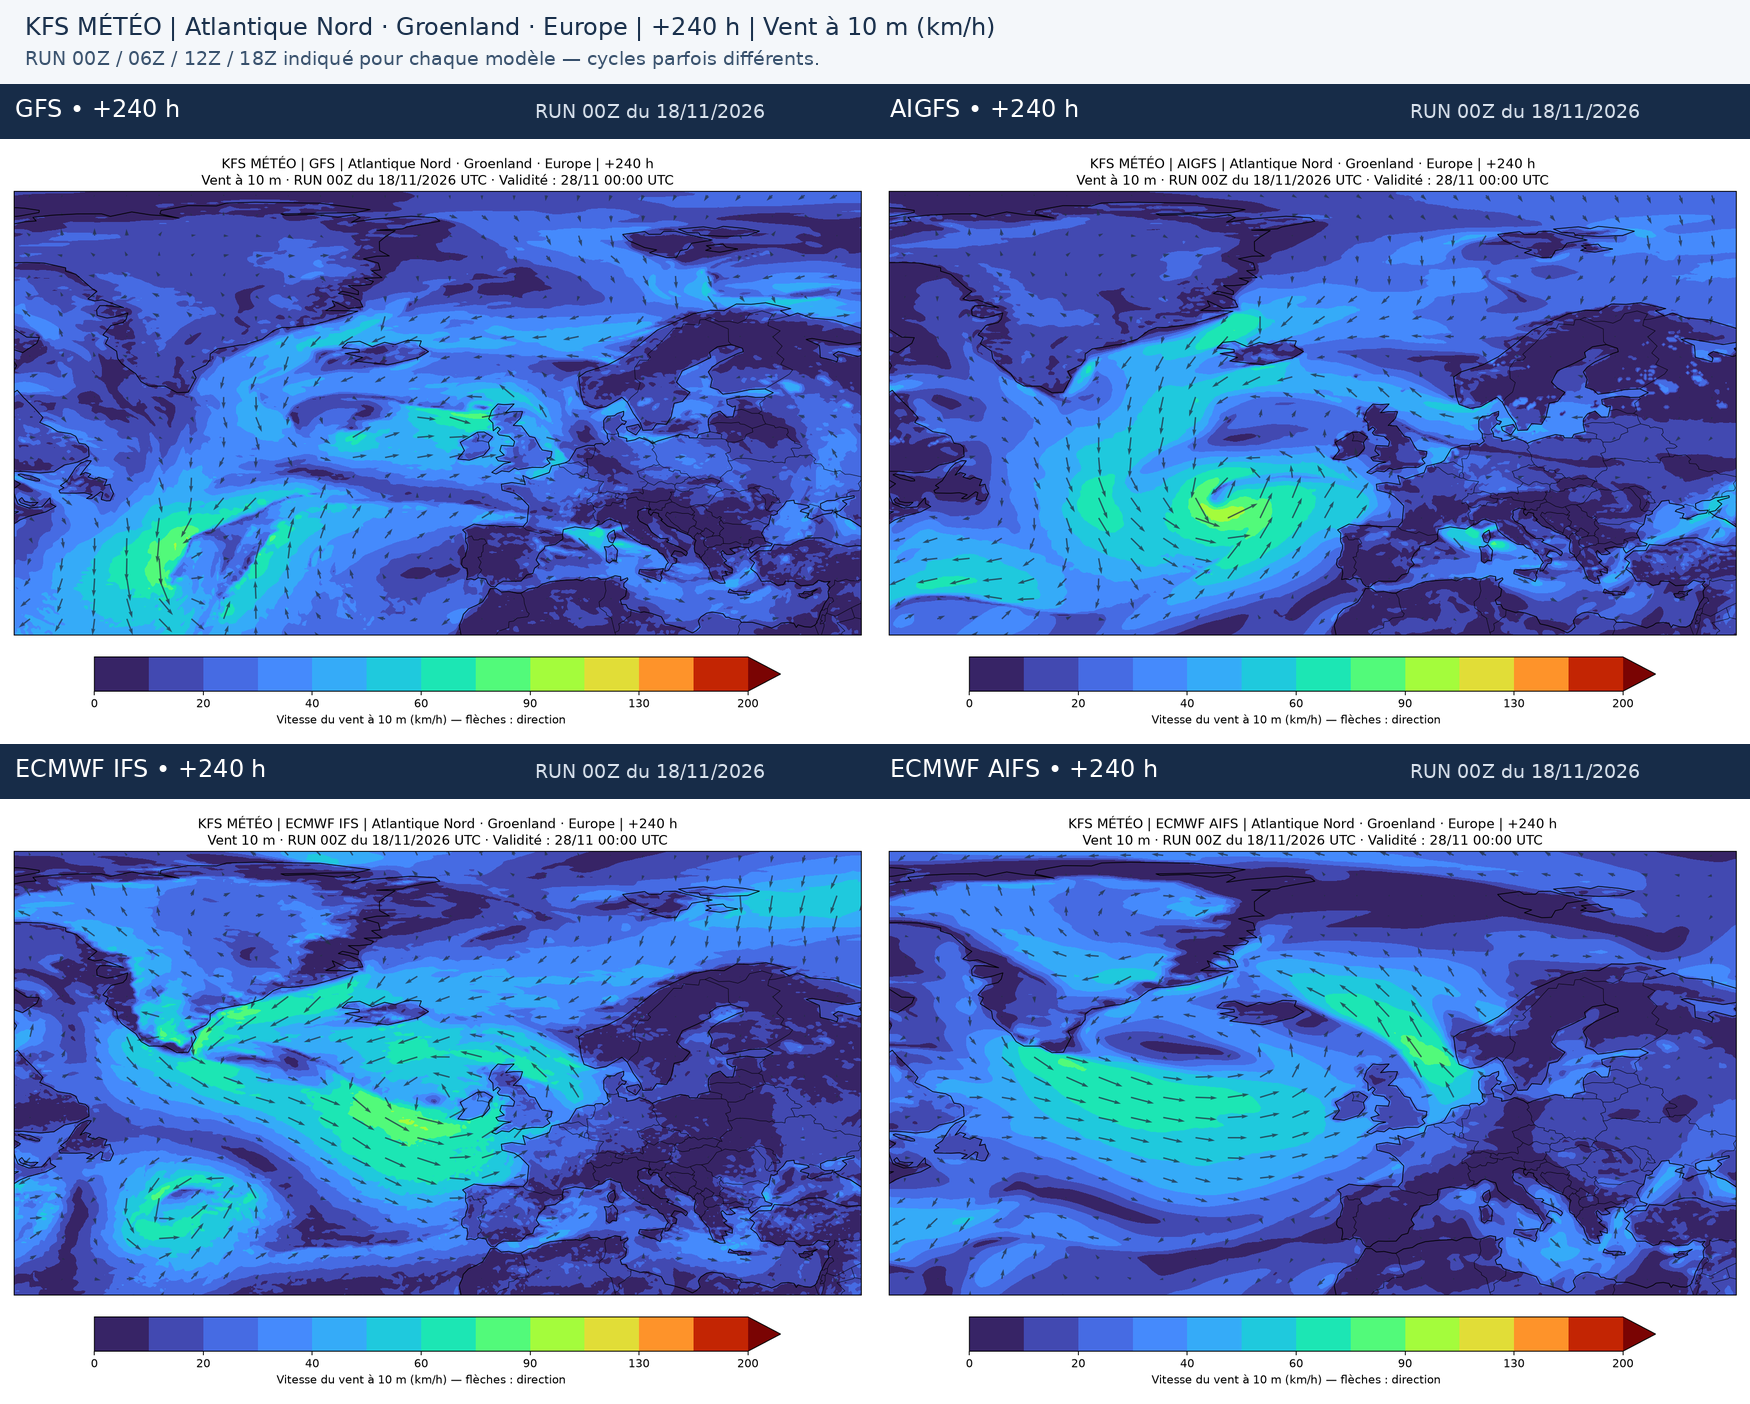 KFS MÉTÉO | Atlantique Nord · Groenland · Europe | +240 h | Vent à 10 m (km/h)
RUN 00Z / 06Z / 12Z / 18Z indiqué pour chaque modèle — cycles parfois différents.
GFS • +240 h
RUN 00Z du 18/11/2026
KFS MÉTÉO | GFS | Atlantique Nord · Groenland · Europe | +240 h
Vent à 10 m · RUN 00Z du 18/11/2026 UTC · Validité : 28/11 00:00 UTC
0 20 40 60 90 130 200
Vitesse du vent à 10 m (km/h) — flèches : direction
AIGFS • +240 h
RUN 00Z du 18/11/2026
KFS MÉTÉO | AIGFS | Atlantique Nord · Groenland · Europe | +240 h
Vent à 10 m · RUN 00Z du 18/11/2026 UTC · Validité : 28/11 00:00 UTC
0 20 40 60 90 130 200
Vitesse du vent à 10 m (km/h) — flèches : direction
ECMWF IFS • +240 h
RUN 00Z du 18/11/2026
KFS MÉTÉO | ECMWF IFS | Atlantique Nord · Groenland · Europe | +240 h
Vent 10 m · RUN 00Z du 18/11/2026 UTC · Validité : 28/11 00:00 UTC
0 20 40 60 90 130 200
Vitesse du vent à 10 m (km/h) — flèches : direction
ECMWF AIFS • +240 h
RUN 00Z du 18/11/2026
KFS MÉTÉO | ECMWF AIFS | Atlantique Nord · Groenland · Europe | +240 h
Vent 10 m · RUN 00Z du 18/11/2026 UTC · Validité : 28/11 00:00 UTC
0 20 40 60 90 130 200
Vitesse du vent à 10 m (km/h) — flèches : direction